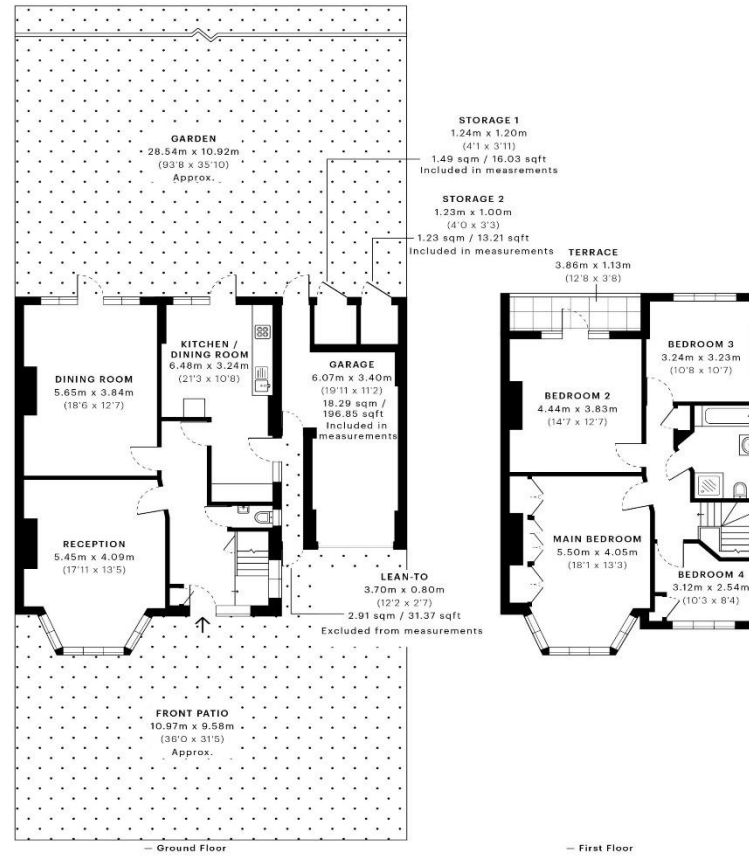 GARDEN
28.54m x 10.92m
(93'8 x 35'10)
Approx.
STORAGE 1
1.24m x 1.20m
(4'1 x 3'11)
1.49 sqm / 16.03 sqft
Included in measrements
STORAGE 2
1.23m x 1.00m
(4'0 x 3'3)
1.23 sqm / 13.21 sqft
Included in measurements
TERRACE
3.86m x 1.13m
(12'8 x 3'8)
DINING ROOM
5.65m x 3.84m
(18'6 x 12'7)
KITCHEN /
DINING ROOM
6.48m x 3.24m
(21'3 x 10'8)
GARAGE
6.07m x 3.40m
(19'11 x 11'2)
18.29 sqm /
196.85 sqft
Included in
measurements
BEDROOM 3
3.24m x 3.23m
(10'8 x 10'7)
BEDROOM 2
4.44m x 3.83m
(14'7 x 12'7)
RECEPTION
5.45m x 4.09m
(17'11 x 13'5)
MAIN BEDROOM
5.50m x 4.05m
(18'1 x 13'3)
BEDROOM 4
3.12m x 2.54m
(10'3 x 8'4)
LEAN-TO
3.70m x 0.80m
(12'2 x 2'7)
2.91 sqm / 31.37 sqft
Excluded from measurements
FRONT PATIO
10.97m x 9.58m
(36'0 x 31'5)
Approx.
— Ground Floor
— First Floor